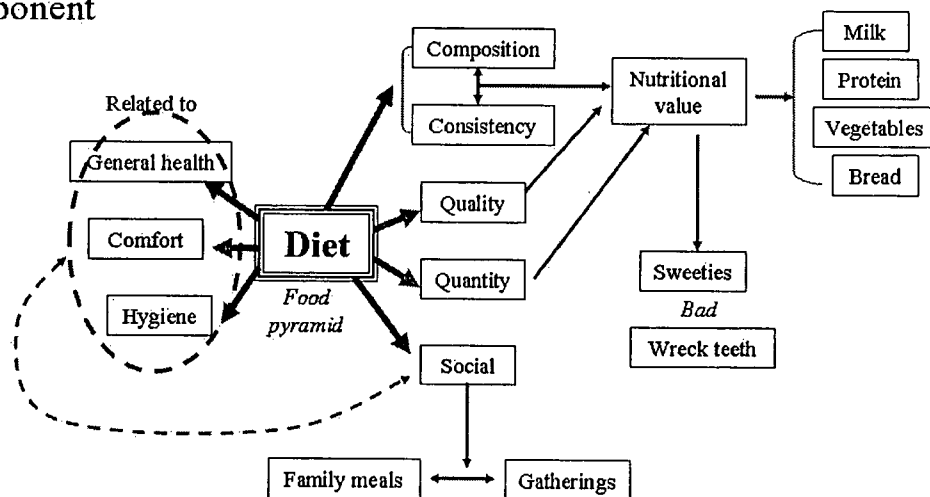 ponent
Composition
Consistency
Nutritional
value
Milk
Protein
Vegetables
Bread
Related to
General health
Comfort
Hygiene
Diet
Food
pyramid
Quality
Quantity
Sweeties
Bad
Wreck teeth
Social
Family meals
Gatherings